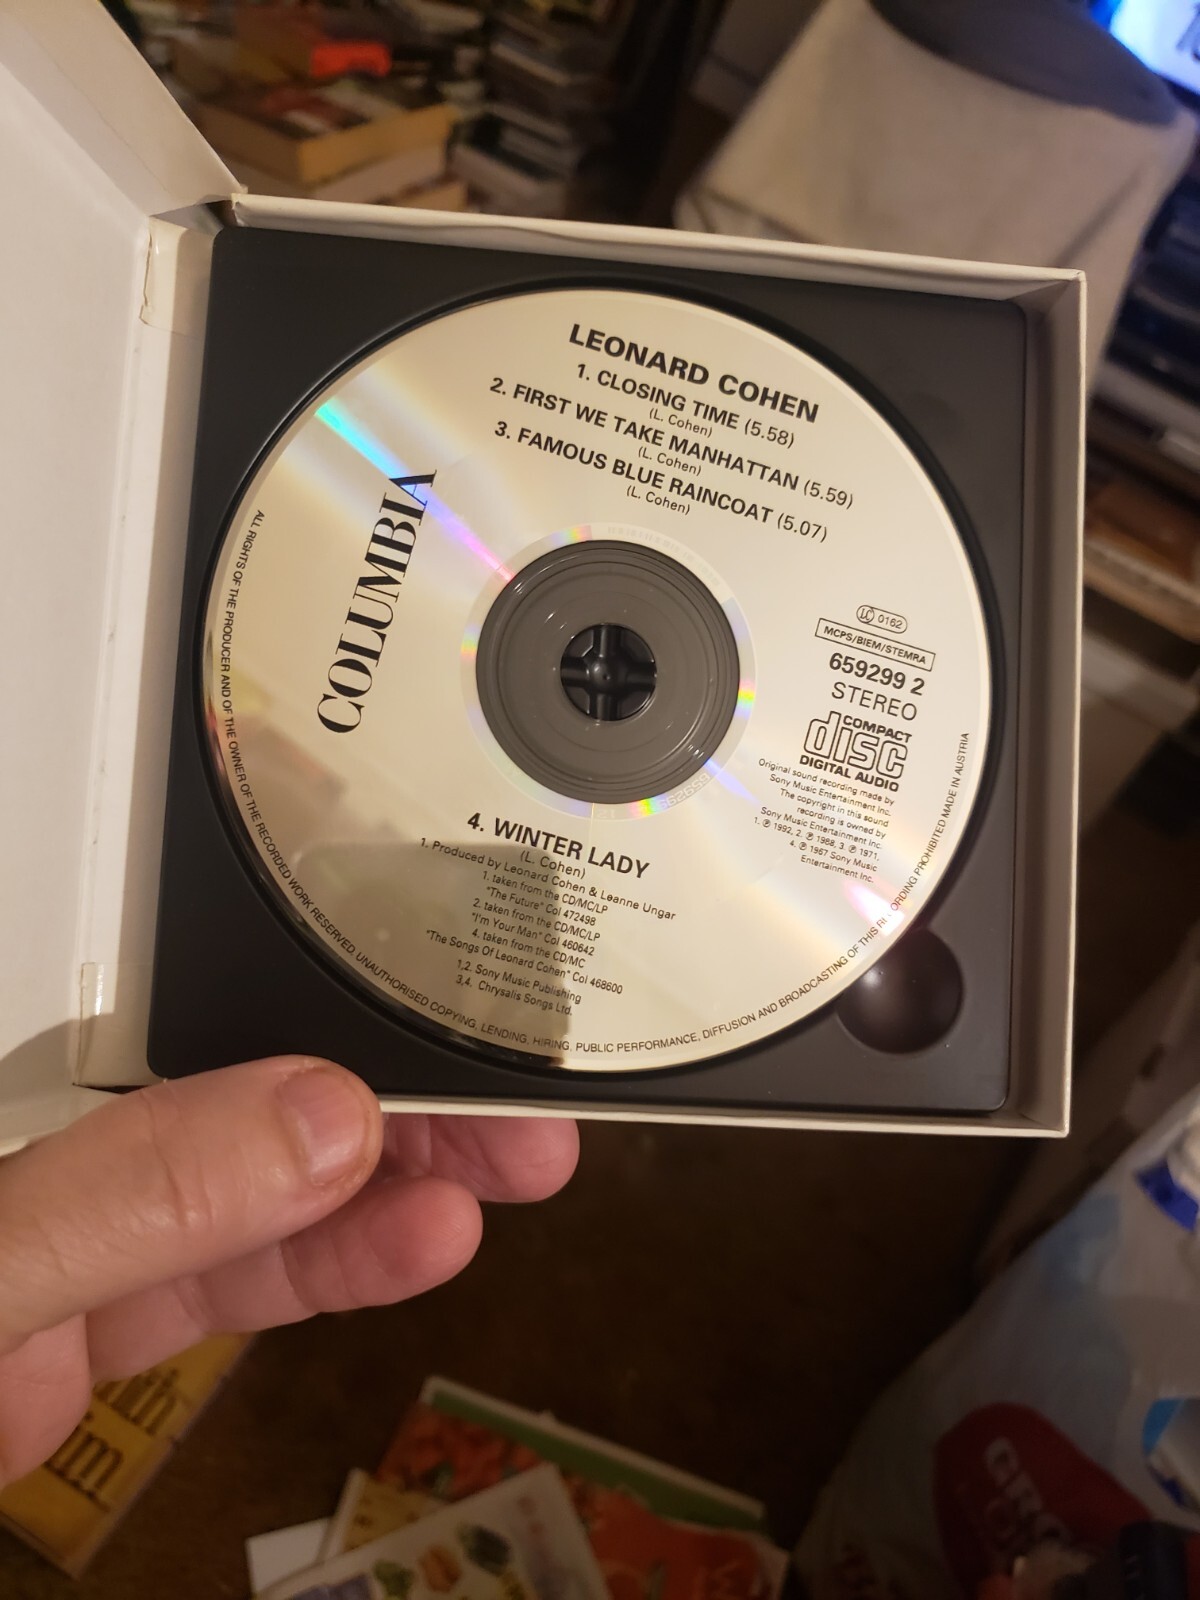 LEONARD COHEN
1. CLOSING TIME (5.58)
(L. Cohen)
2. FIRST WE TAKE MANHATTAN (5.59)
(L. Cohen)
3. FAMOUS BLUE RAINCOAT (5.07)
(L. Cohen)
COLUMBIA
LC 0162
MCPS/BIEM/STEMRA
659299 2
STEREO
COMPACT
disc
DIGITAL AUDIO
Original sound recording made by
Sony Music Entertainment Inc.
The copyright in this sound
recording is owned by
Sony Music Entertainment Inc.
1. ℗ 1992, 2. ℗ 1988, 3. ℗ 1971,
4. ℗ 1967 Sony Music
Entertainment Inc.
4. WINTER LADY
(L. Cohen)
1. Produced by Leonard Cohen & Leanne Ungar
1. taken from the CD/MC/LP
"The Future" Col 472498
2. taken from the CD/MC/LP
"I'm Your Man" Col 460642
4. taken from the CD/MC
"The Songs Of Leonard Cohen" Col 468600
1,2. Sony Music Publishing
3,4. Chrysalis Songs Ltd.
ALL RIGHTS OF THE PRODUCER AND OF THE OWNER OF THE RECORDED WORK RESERVED. UNAUTHORISED COPYING, LENDING, HIRING, PUBLIC PERFORMANCE, DIFFUSION AND BROADCASTING OF THIS RECORDING PROHIBITED MADE IN AUSTRIA